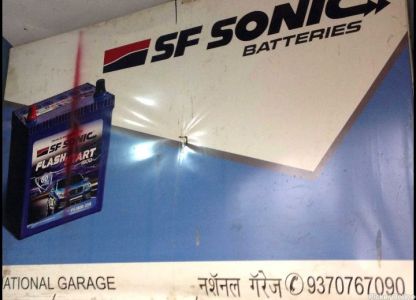 SF SONIC
BATTERIES
SF SONIC
FLASH START
ATIONAL GARAGE
नॅशनल गॅरेज ✆ 9370767090